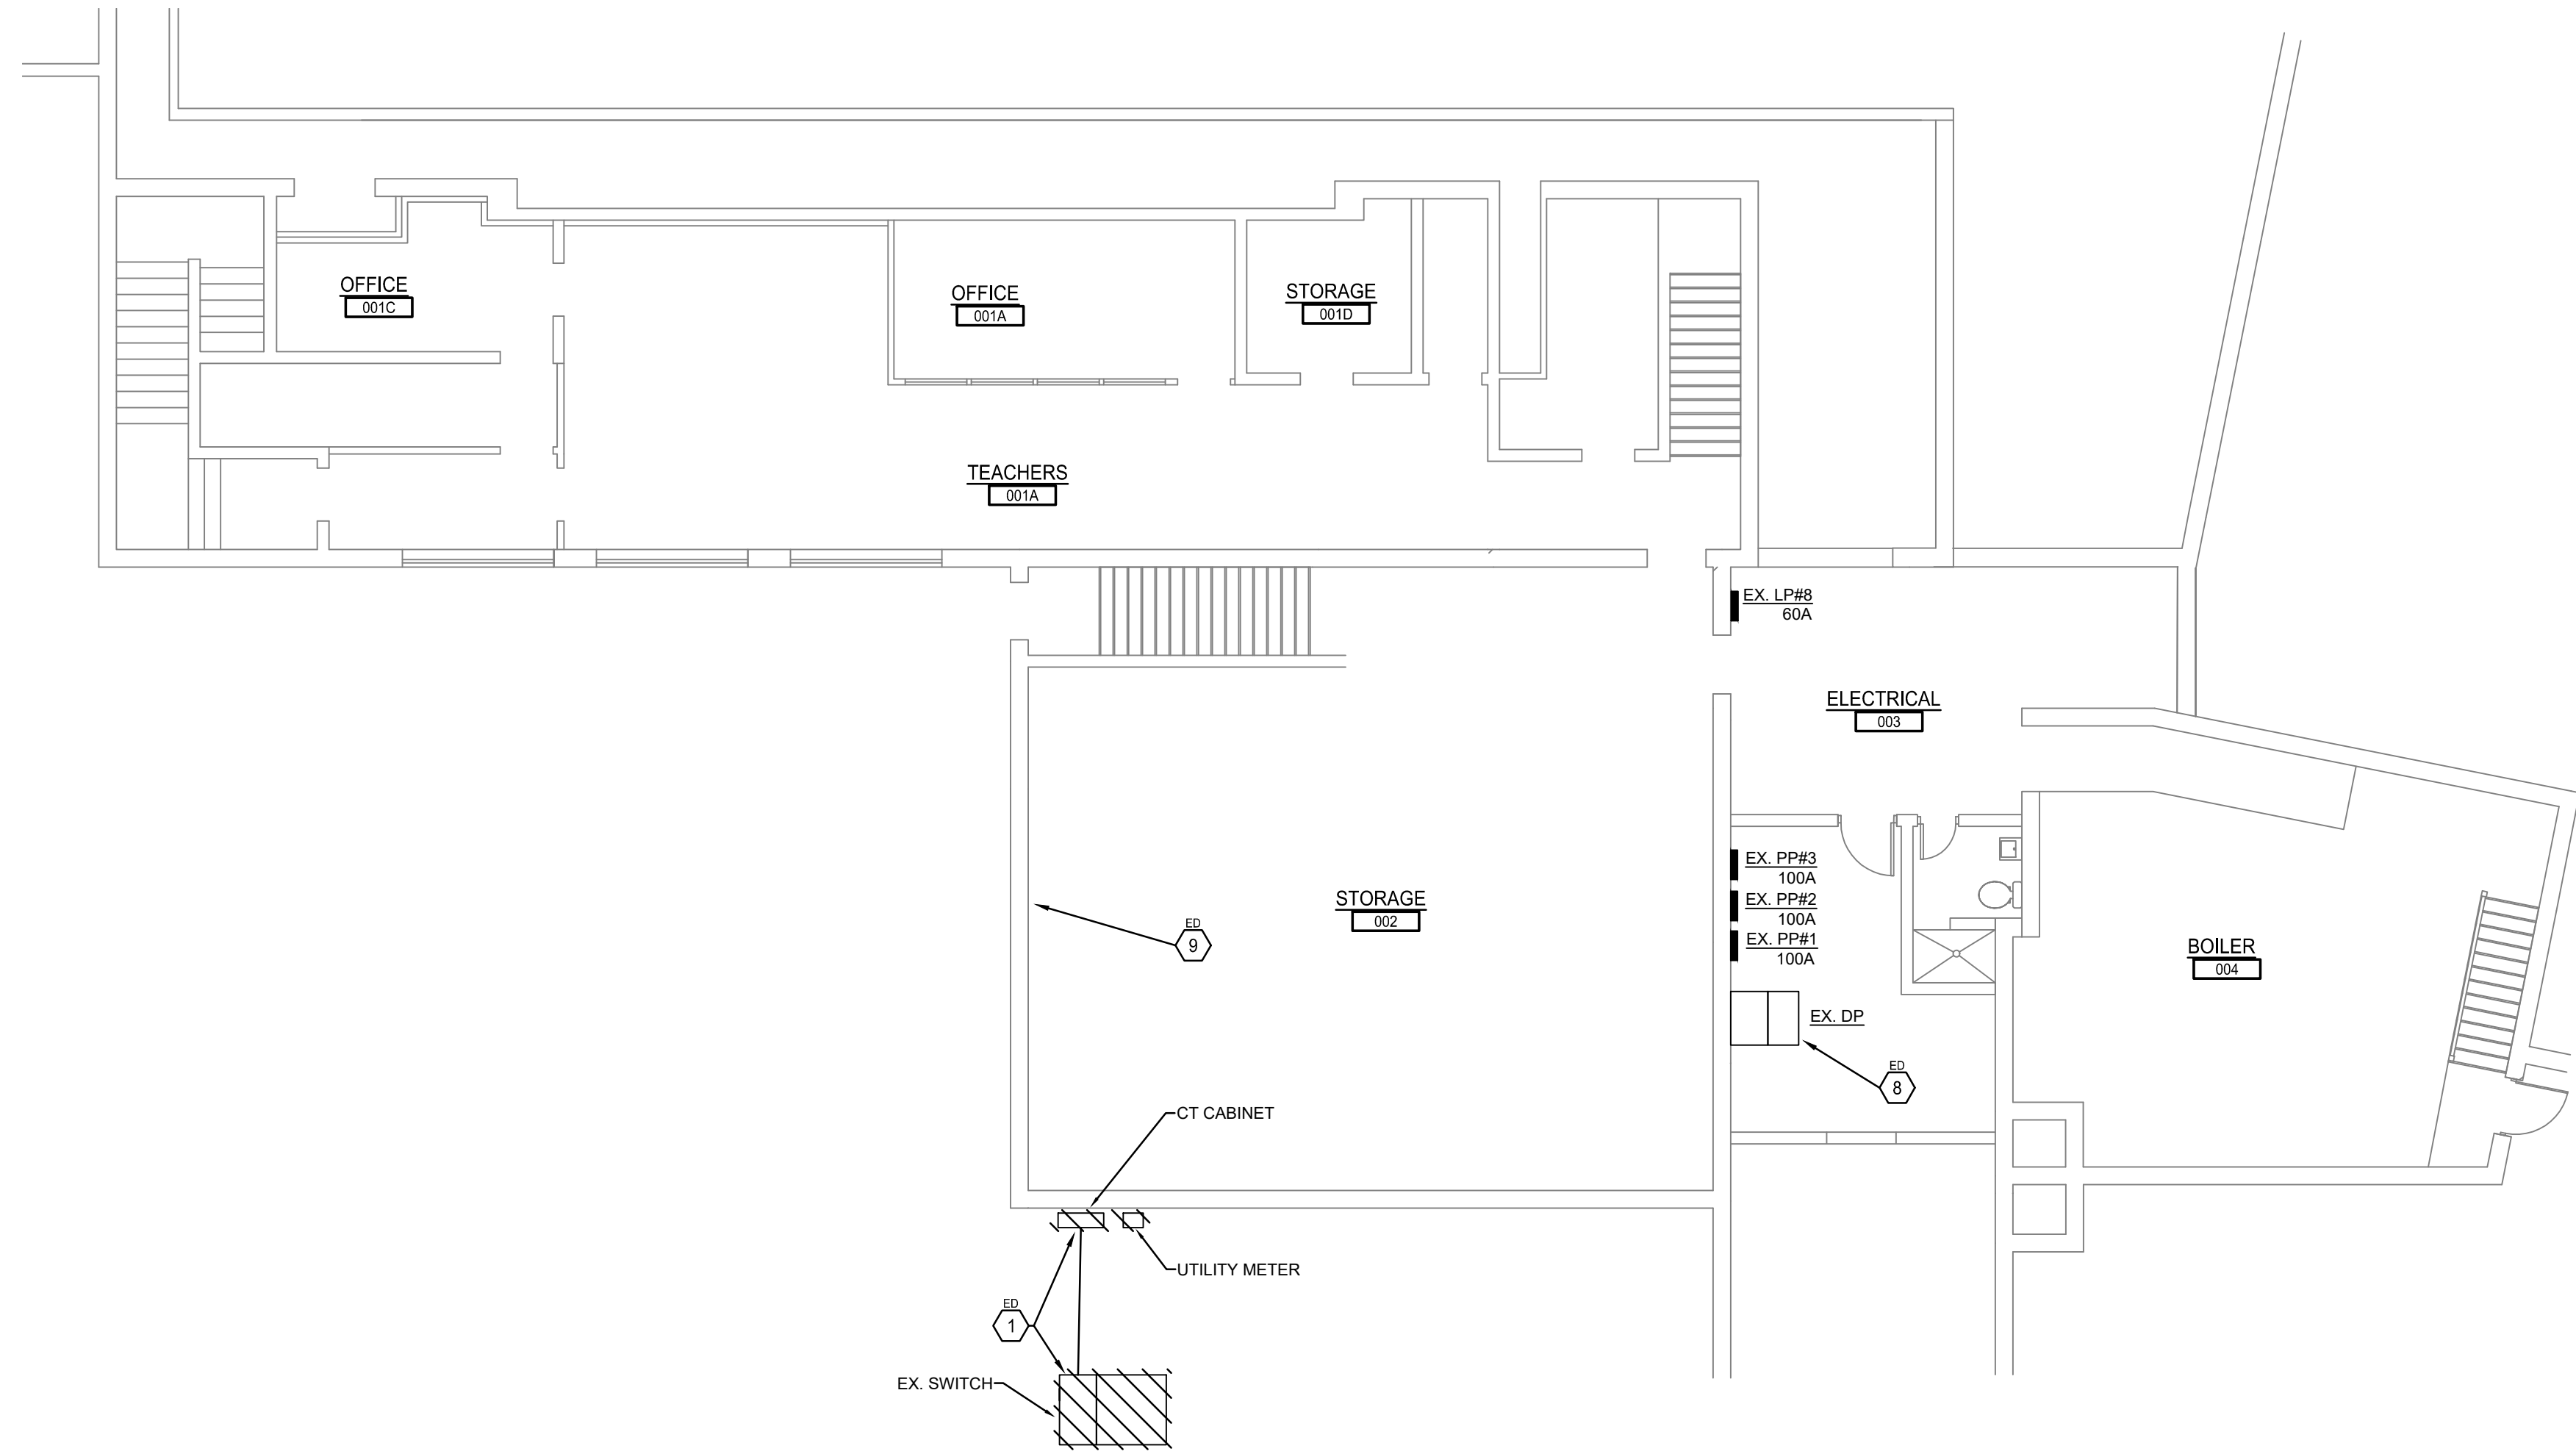 OFFICE
001C
OFFICE
001A
STORAGE
001D
TEACHERS
001A
EX. LP#8
60A
ELECTRICAL
003
EX. PP#3
100A
EX. PP#2
100A
EX. PP#1
100A
STORAGE
002
ED
9
BOILER
004
EX. DP
ED
8
CT CABINET
UTILITY METER
ED
1
EX. SWITCH